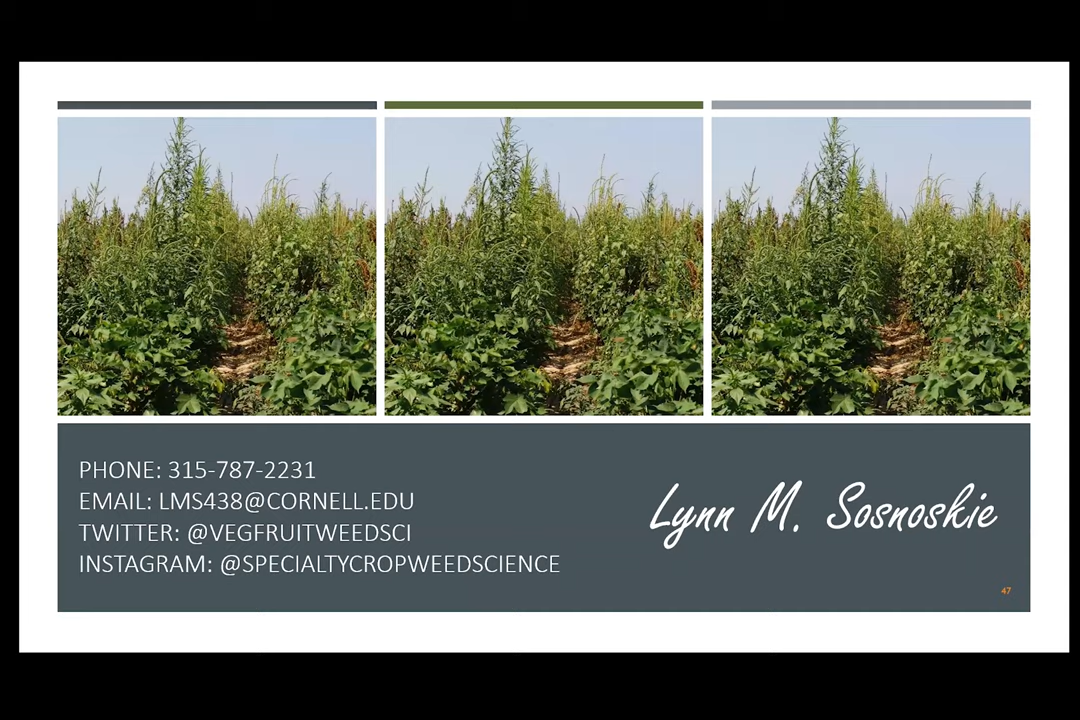 PHONE: 315-787-2231
EMAIL: LMS438@CORNELL.EDU
TWITTER: @VEGFRUITWEEDSCI
INSTAGRAM: @SPECIALTYCROPWEEDSCIENCE
Lynn M. Sosnoskie
47